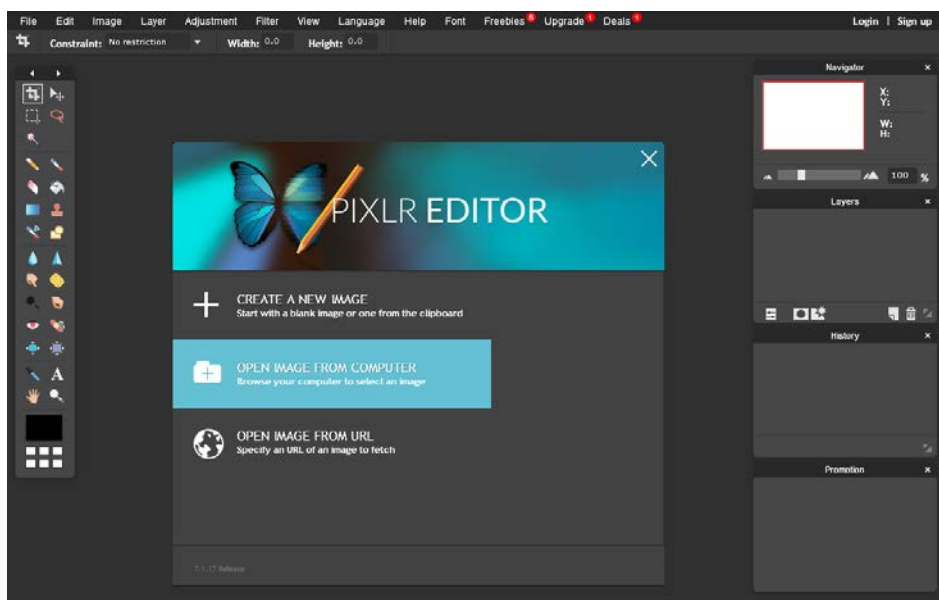 File Edit Image Layer Adjustment Filter View Language Help Font Freebies 6 Upgrade 1 Deals 1 Login | Sign up
Constraint: No restriction Width: 0.0 Height: 0.0
Navigator
X:
Y:
W:
H:
100 %
PIXLR EDITOR
CREATE A NEW IMAGE
Start with a blank image or one from the clipboard
OPEN IMAGE FROM COMPUTER
Browse your computer to select an image
OPEN IMAGE FROM URL
Specify an URL of an image to fetch
Layers
History
Promotion
A